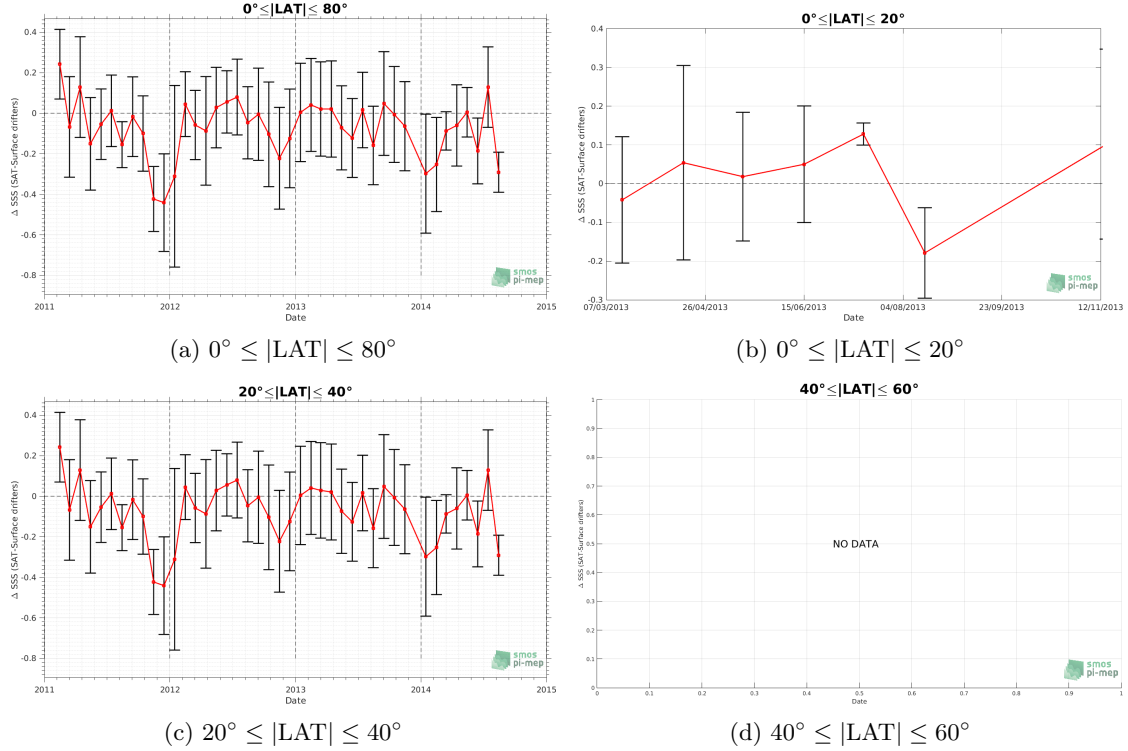 0°≤|LAT|≤ 80°
Δ SSS (SAT-Surface drifters)
0.4
0.2
0
-0.2
-0.4
-0.6
-0.8
2011 2012 2013 2014 2015
Date
smos
pi-mep
(a) 0° ≤ |LAT| ≤ 80°
0°≤|LAT|≤ 20°
Δ SSS (SAT-Surface drifters)
0.4
0.3
0.2
0.1
0
-0.1
-0.2
-0.3
07/03/2013 26/04/2013 15/06/2013 04/08/2013 23/09/2013 12/11/2013
Date
smos
pi-mep
(b) 0° ≤ |LAT| ≤ 20°
20°≤|LAT|≤ 40°
Δ SSS (SAT-Surface drifters)
0.4
0.2
0
-0.2
-0.4
-0.6
-0.8
2011 2012 2013 2014 2015
Date
smos
pi-mep
(c) 20° ≤ |LAT| ≤ 40°
40°≤|LAT|≤ 60°
Δ SSS (SAT-Surface drifters)
1
0.9
0.8
0.7
0.6
0.5
0.4
0.3
0.2
0.1
0
NO DATA
0 0.1 0.2 0.3 0.4 0.5 0.6 0.7 0.8 0.9 1
Date
smos
pi-mep
(d) 40° ≤ |LAT| ≤ 60°